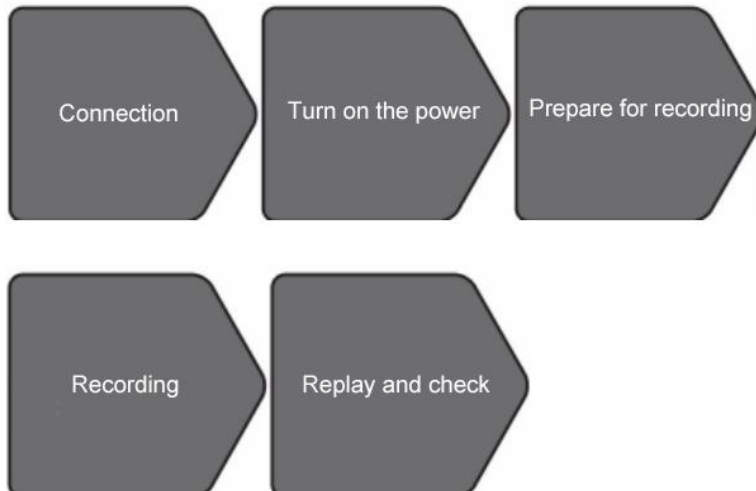 Connection
Turn on the power
Prepare for recording
Recording
Replay and check